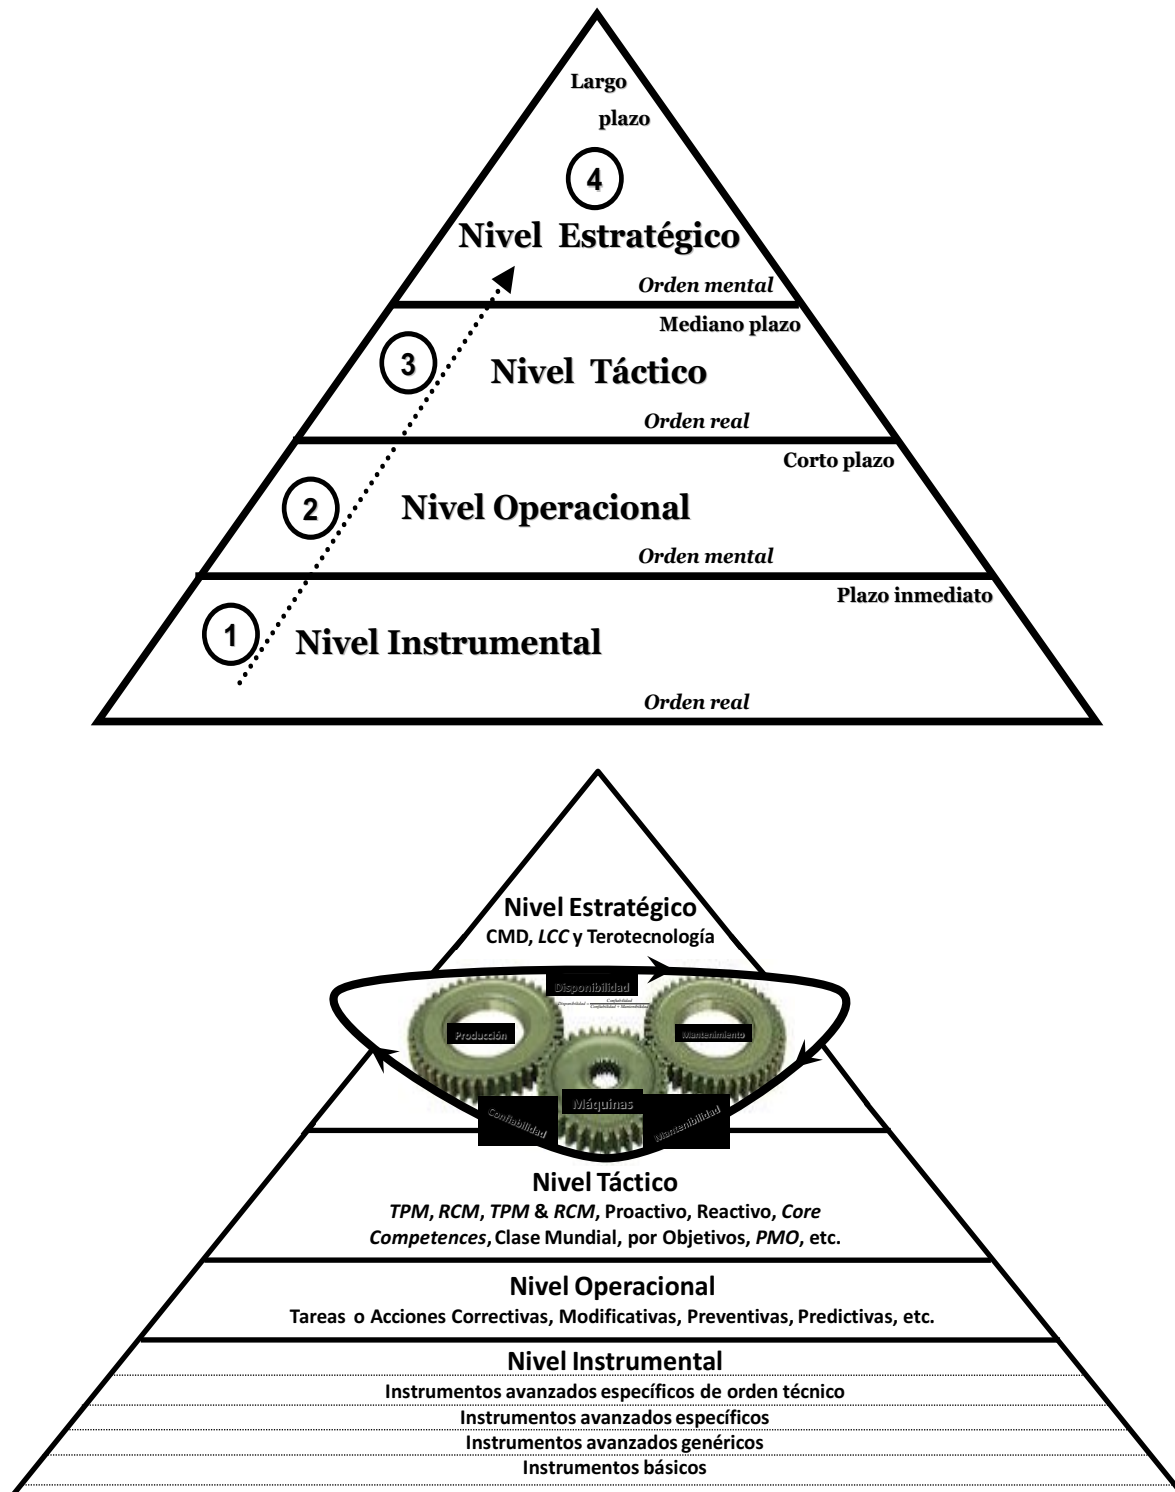 Largo
plazo
4
Nivel Estratégico
Orden mental
Mediano plazo
3
Nivel Táctico
Orden real
Corto plazo
2
Nivel Operacional
Orden mental
Plazo inmediato
1
Nivel Instrumental
Orden real
Nivel Estratégico
CMD, LCC y Terotecnología
Disponibilidad
Disponibilidad = Confiabilidad
Confiabilidad + Mantenibilidad
Producción
Mantenimiento
Máquinas
Confiabilidad
Mantenibilidad
Nivel Táctico
TPM, RCM, TPM & RCM, Proactivo, Reactivo, Core
Competences, Clase Mundial, por Objetivos, PMO, etc.
Nivel Operacional
Tareas o Acciones Correctivas, Modificativas, Preventivas, Predictivas, etc.
Nivel Instrumental
Instrumentos avanzados específicos de orden técnico
Instrumentos avanzados específicos
Instrumentos avanzados genéricos
Instrumentos básicos